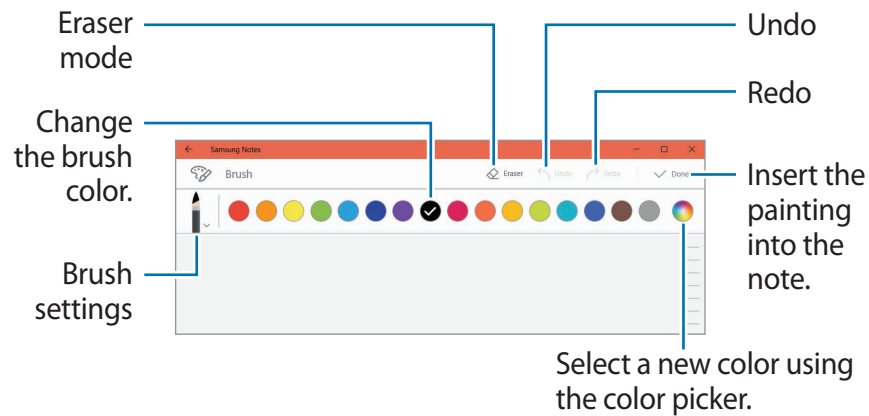 Eraser
mode
Undo
Redo
Change
the brush
color.
Samsung Notes
Brush
Eraser
Undo
Redo
Done
Insert the
painting
into the
note.
Brush
settings
Select a new color using
the color picker.